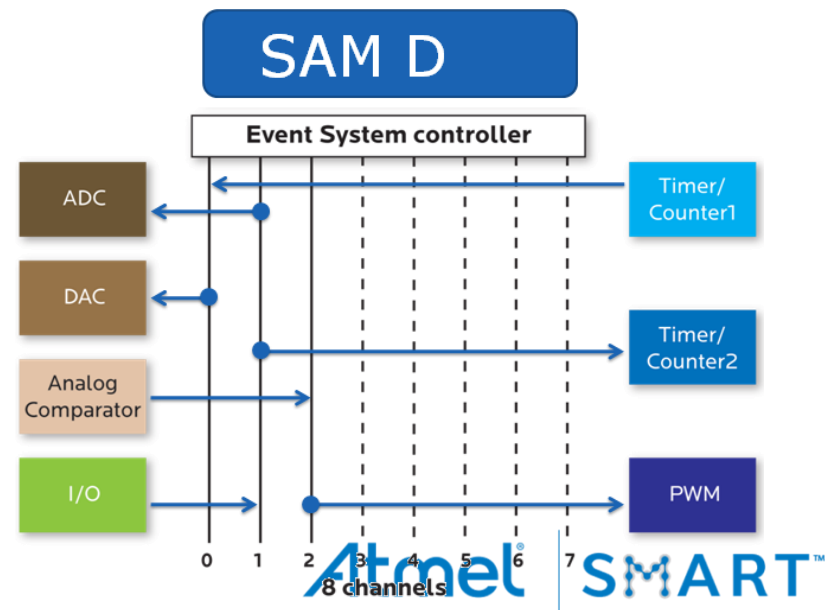 SAM D
Event System controller
ADC
Timer/
Counter1
DAC
Timer/
Counter2
Analog
Comparator
I/O
PWM
0 1 2 3 4 5 6 7
8 channels
Atmel® SMART™